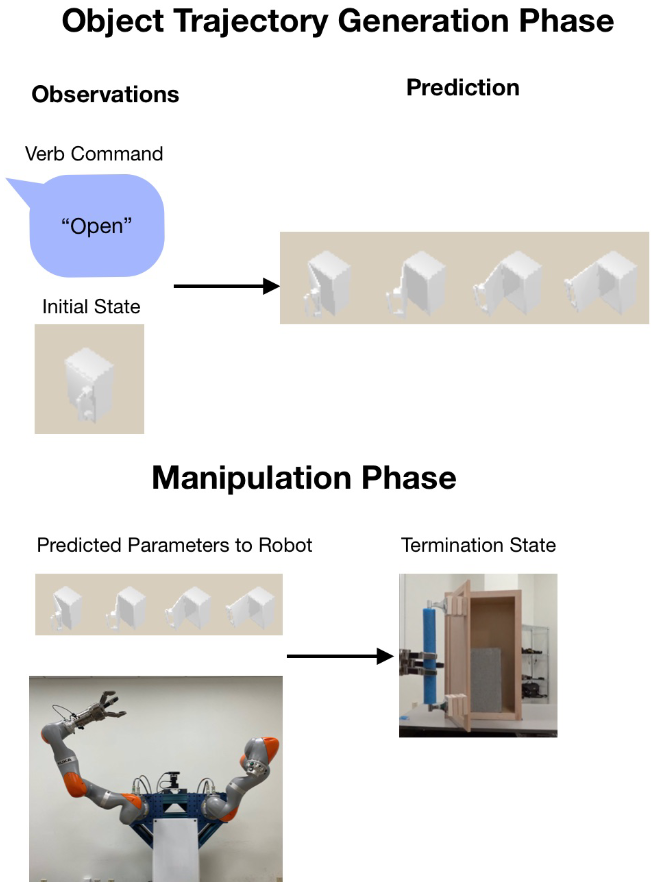 Object Trajectory Generation Phase
Observations
Prediction
Verb Command
“Open”
Initial State
Manipulation Phase
Predicted Parameters to Robot
Termination State